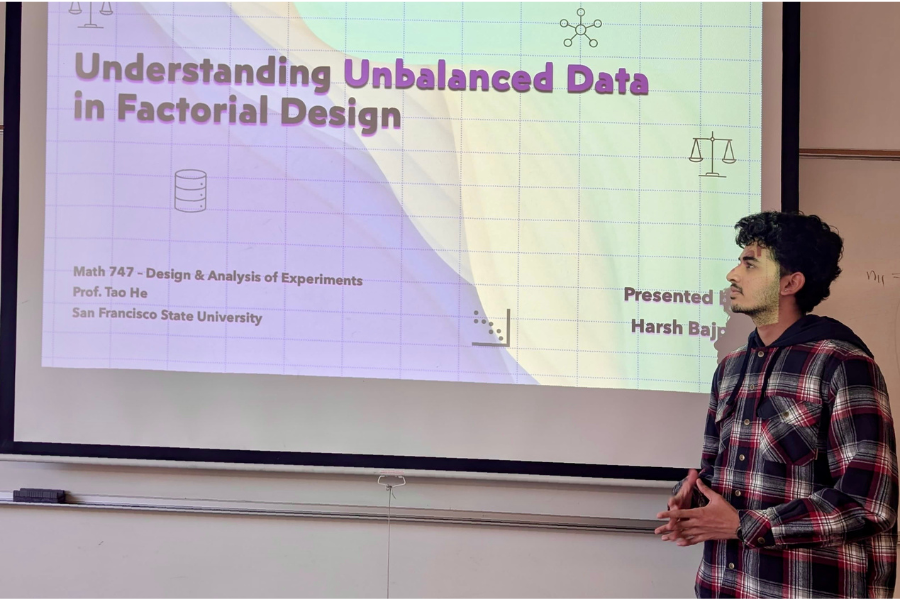 Understanding Unbalanced Data
in Factorial Design
Math 747 - Design & Analysis of Experiments
Prof. Tao He
San Francisco State University
Presented
Harsh